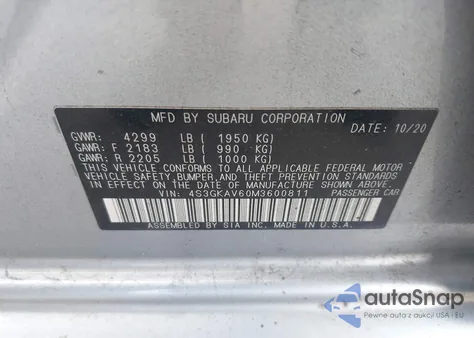 MFD BY SUBARU CORPORATION
DATE: 10/20
GVWR: 4299 LB ( 1950 KG)
GAWR: F 2183 LB ( 990 KG)
GAWR: R 2205 LB ( 1000 KG)
THIS VEHICLE CONFORMS TO ALL APPLICABLE FEDERAL MOTOR
VEHICLE SAFETY, BUMPER AND THEFT PREVENTION STANDARDS
IN EFFECT ON THE DATE OF MANUFACTURE SHOWN ABOVE.
VIN: 4S3GKAV60M3600811 PASSENGER CAR
ASSEMBLED BY SIA INC. MADE IN U.S.A.
autoSnap
Pewne auta z aukcji USA i EU